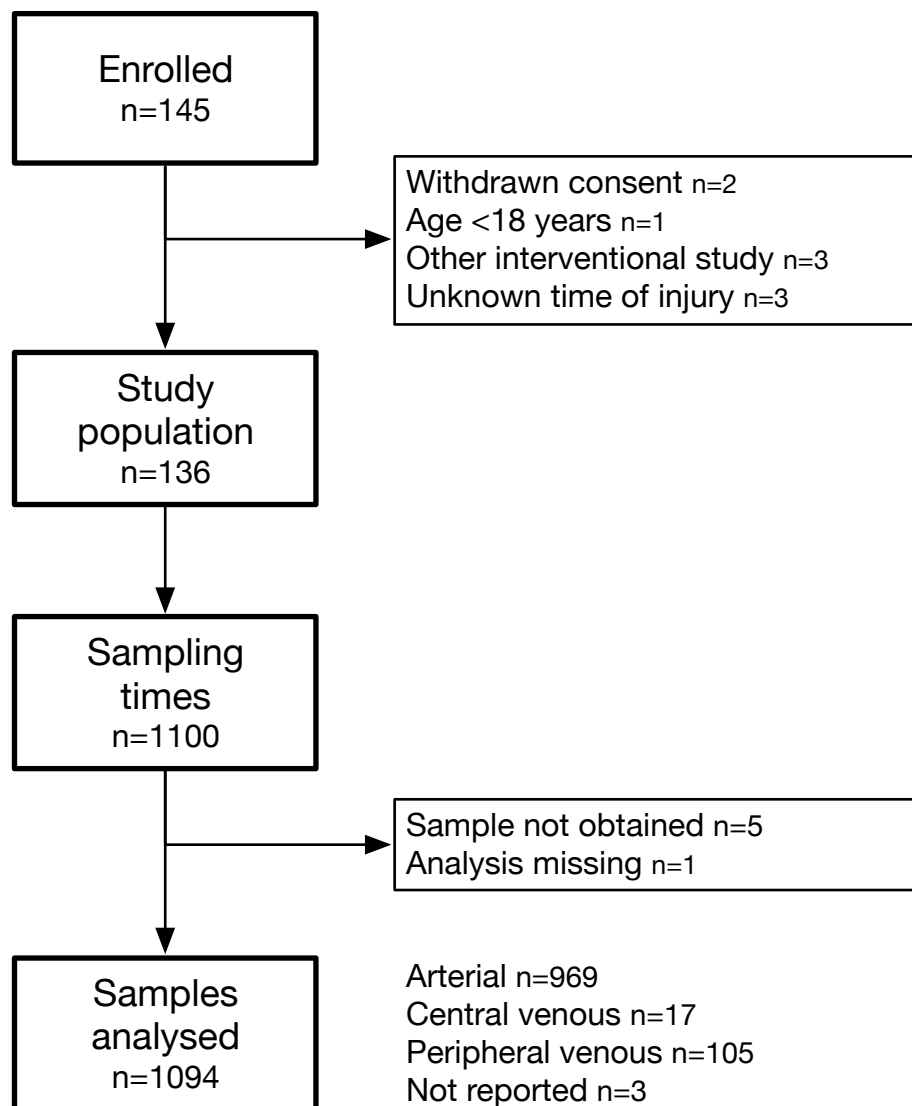 Enrolled
n=145
Withdrawn consent n=2
Age <18 years n=1
Other interventional study n=3
Unknown time of injury n=3
Study
population
n=136
Sampling
times
n=1100
Sample not obtained n=5
Analysis missing n=1
Samples
analysed
n=1094
Arterial n=969
Central venous n=17
Peripheral venous n=105
Not reported n=3